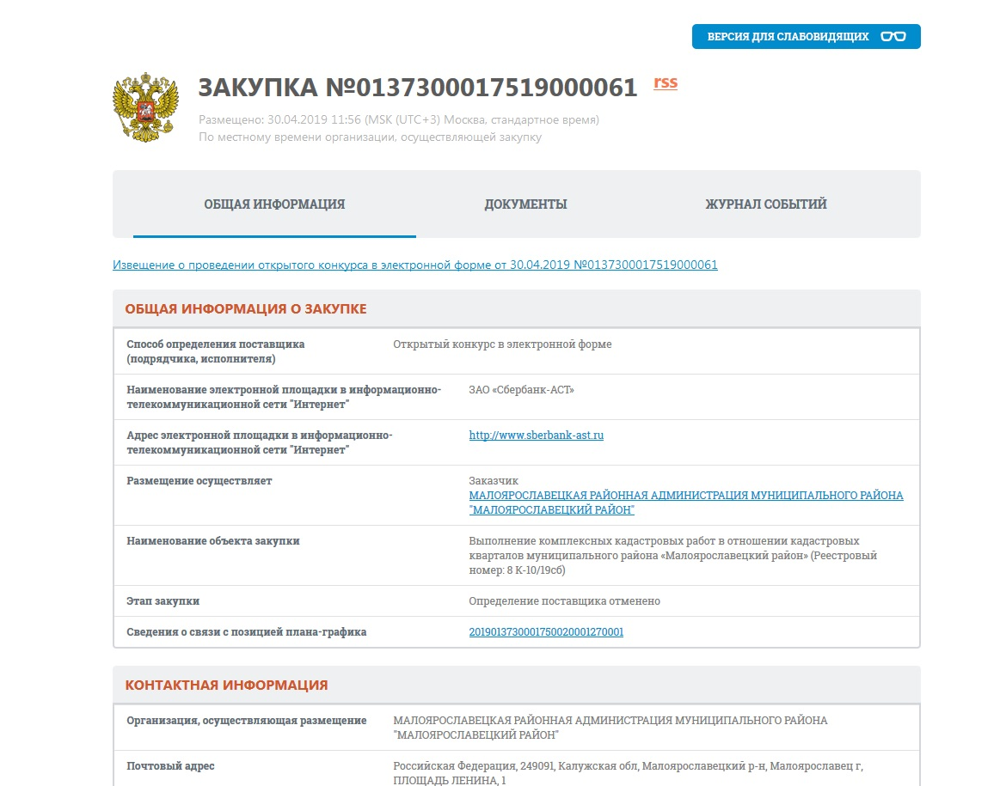 ВЕРСИЯ ДЛЯ СЛАБОВИДЯЩИХ
ЗАКУПКА №0137300017519000061 rss
Размещено: 30.04.2019 11:56 (MSK (UTC+3) Москва, стандартное время)
По местному времени организации, осуществляющей закупку
ОБЩАЯ ИНФОРМАЦИЯ ДОКУМЕНТЫ ЖУРНАЛ СОБЫТИЙ
Извещение о проведении открытого конкурса в электронной форме от 30.04.2019 №0137300017519000061
ОБЩАЯ ИНФОРМАЦИЯ О ЗАКУПКЕ
Способ определения поставщика
(подрядчика, исполнителя)
Открытый конкурс в электронной форме
Наименование электронной площадки в информационно-
телекоммуникационной сети "Интернет"
ЗАО «Сбербанк-АСТ»
Адрес электронной площадки в информационно-
телекоммуникационной сети "Интернет"
http://www.sberbank-ast.ru
Размещение осуществляет
Заказчик
МАЛОЯРОСЛАВЕЦКАЯ РАЙОННАЯ АДМИНИСТРАЦИЯ МУНИЦИПАЛЬНОГО РАЙОНА
"МАЛОЯРОСЛАВЕЦКИЙ РАЙОН"
Наименование объекта закупки
Выполнение комплексных кадастровых работ в отношении кадастровых
кварталов муниципального района «Малоярославецкий район» (Реестровый
номер: 8 К-10/19сб)
Этап закупки
Определение поставщика отменено
Сведения о связи с позицией плана-графика
2019013730001750020001270001
КОНТАКТНАЯ ИНФОРМАЦИЯ
Организация, осуществляющая размещение
МАЛОЯРОСЛАВЕЦКАЯ РАЙОННАЯ АДМИНИСТРАЦИЯ МУНИЦИПАЛЬНОГО РАЙОНА
"МАЛОЯРОСЛАВЕЦКИЙ РАЙОН"
Почтовый адрес
Российская Федерация, 249091, Калужская обл, Малоярославецкий р-н, Малоярославец г,
ПЛОЩАДЬ ЛЕНИНА, 1